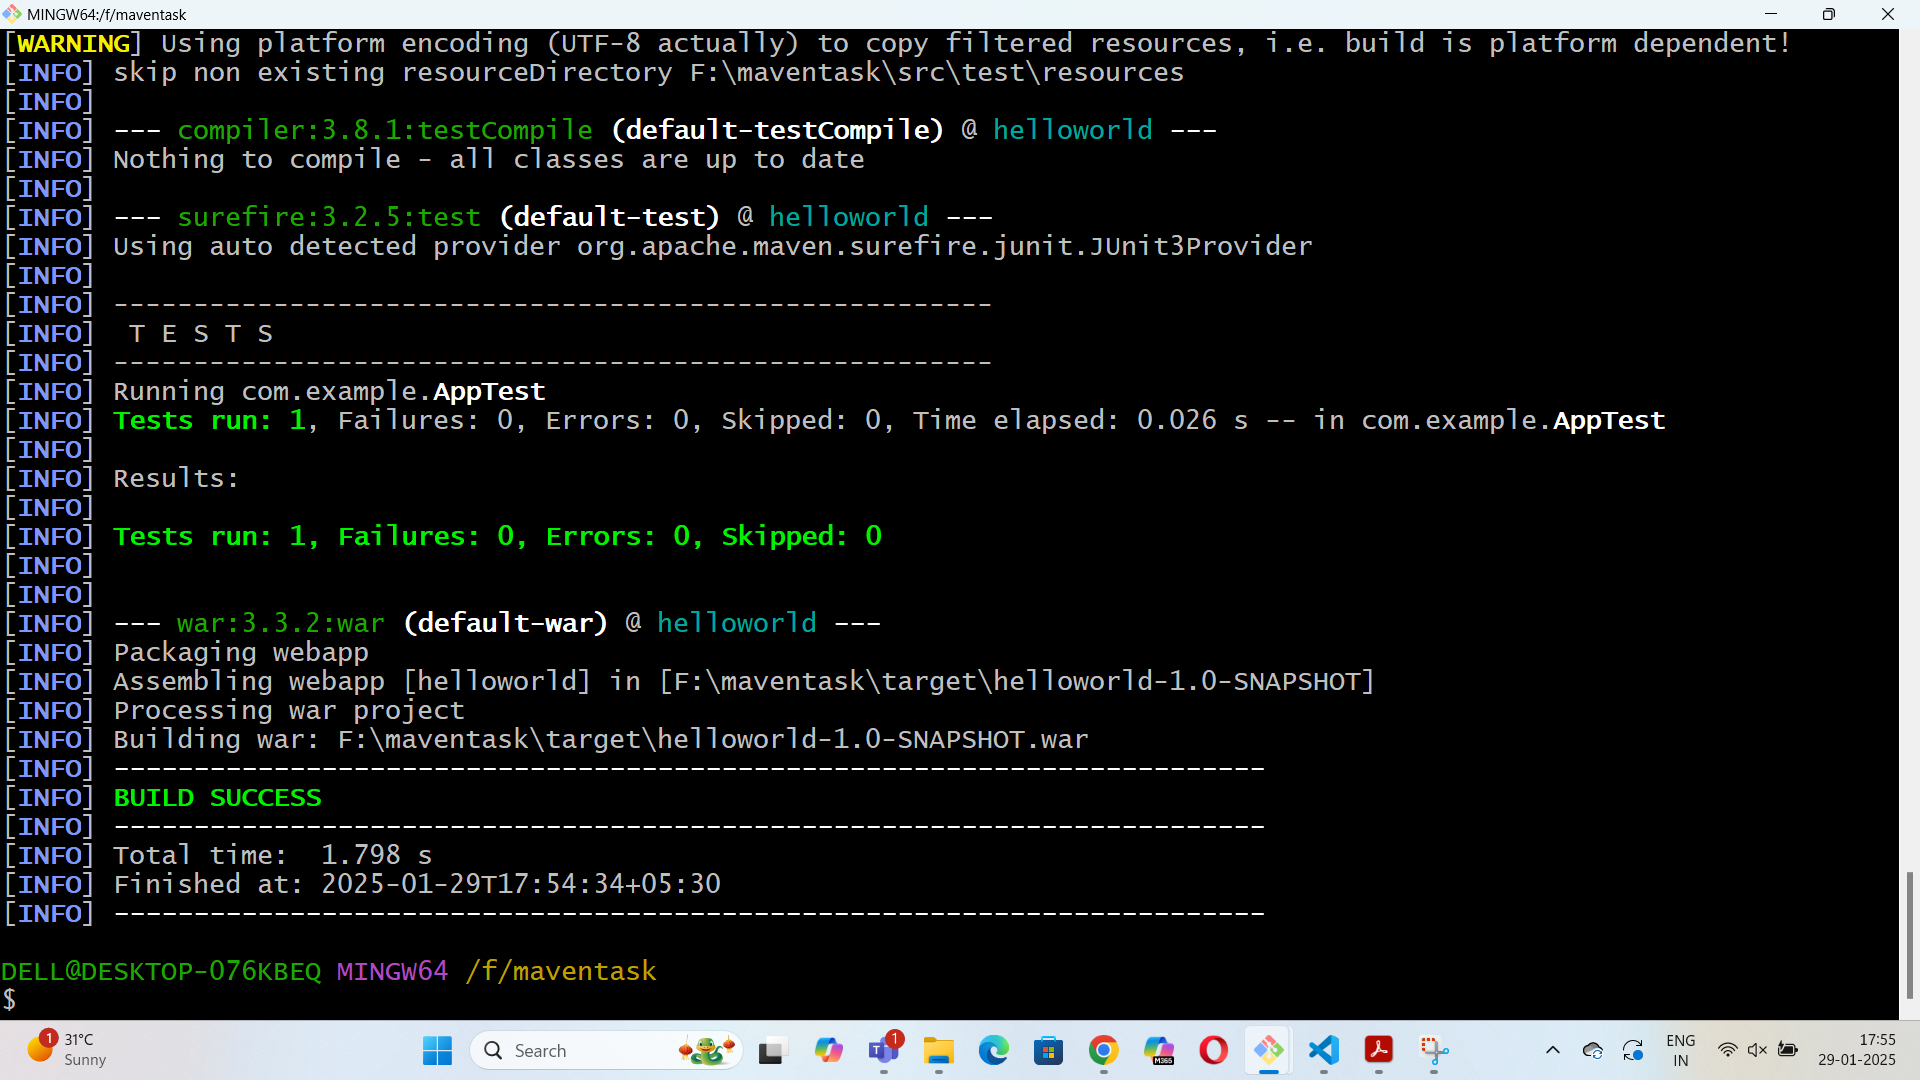 MINGW64:/f/maventask
[WARNING] Using platform encoding (UTF-8 actually) to copy filtered resources, i.e. build is platform dependent!
[INFO] skip non existing resourceDirectory F:\maventask\src\test\resources
[INFO]
[INFO] --- compiler:3.8.1:testCompile (default-testCompile) @ helloworld ---
[INFO] Nothing to compile - all classes are up to date
[INFO]
[INFO] --- surefire:3.2.5:test (default-test) @ helloworld ---
[INFO] Using auto detected provider org.apache.maven.surefire.junit.JUnit3Provider
[INFO]
[INFO] -------------------------------------------------------
[INFO]  T E S T S
[INFO] -------------------------------------------------------
[INFO] Running com.example.AppTest
[INFO] Tests run: 1, Failures: 0, Errors: 0, Skipped: 0, Time elapsed: 0.026 s -- in com.example.AppTest
[INFO]
[INFO] Results:
[INFO]
[INFO] Tests run: 1, Failures: 0, Errors: 0, Skipped: 0
[INFO]
[INFO]
[INFO] --- war:3.3.2:war (default-war) @ helloworld ---
[INFO] Packaging webapp
[INFO] Assembling webapp [helloworld] in [F:\maventask\target\helloworld-1.0-SNAPSHOT]
[INFO] Processing war project
[INFO] Building war: F:\maventask\target\helloworld-1.0-SNAPSHOT.war
[INFO] ------------------------------------------------------------------------
[INFO] BUILD SUCCESS
[INFO] ------------------------------------------------------------------------
[INFO] Total time:  1.798 s
[INFO] Finished at: 2025-01-29T17:54:34+05:30
[INFO] ------------------------------------------------------------------------
DELL@DESKTOP-076KBEQ MINGW64 /f/maventask
$
1
31°C
Sunny
Search
1
M365
ENG
IN
17:55
29-01-2025